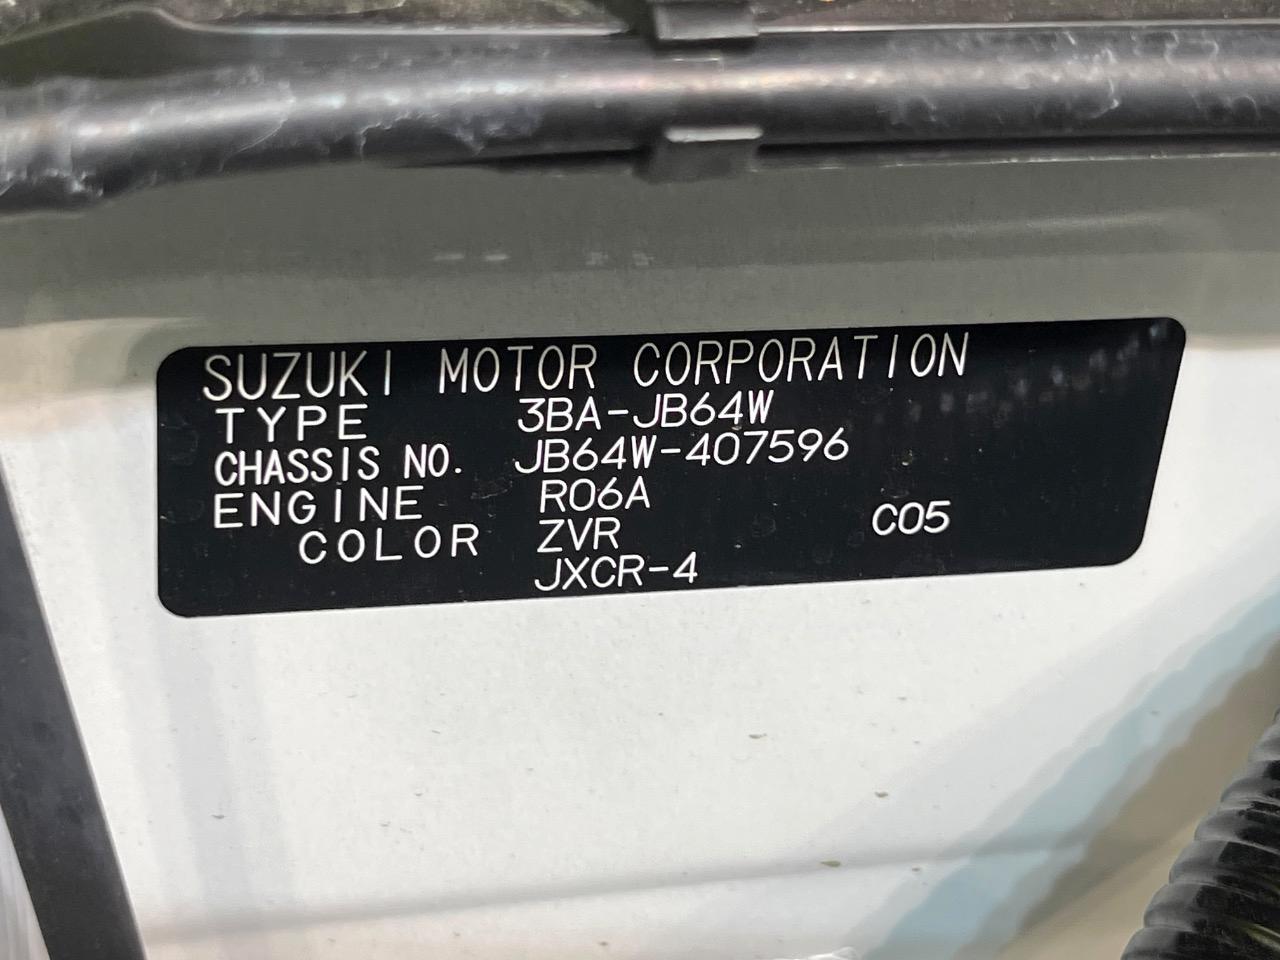 SUZUKI MOTOR CORPORATION
TYPE 3BA-JB64W
CHASSIS NO. JB64W-407596
ENGINE R06A
COLOR ZVR C05
JXCR-4